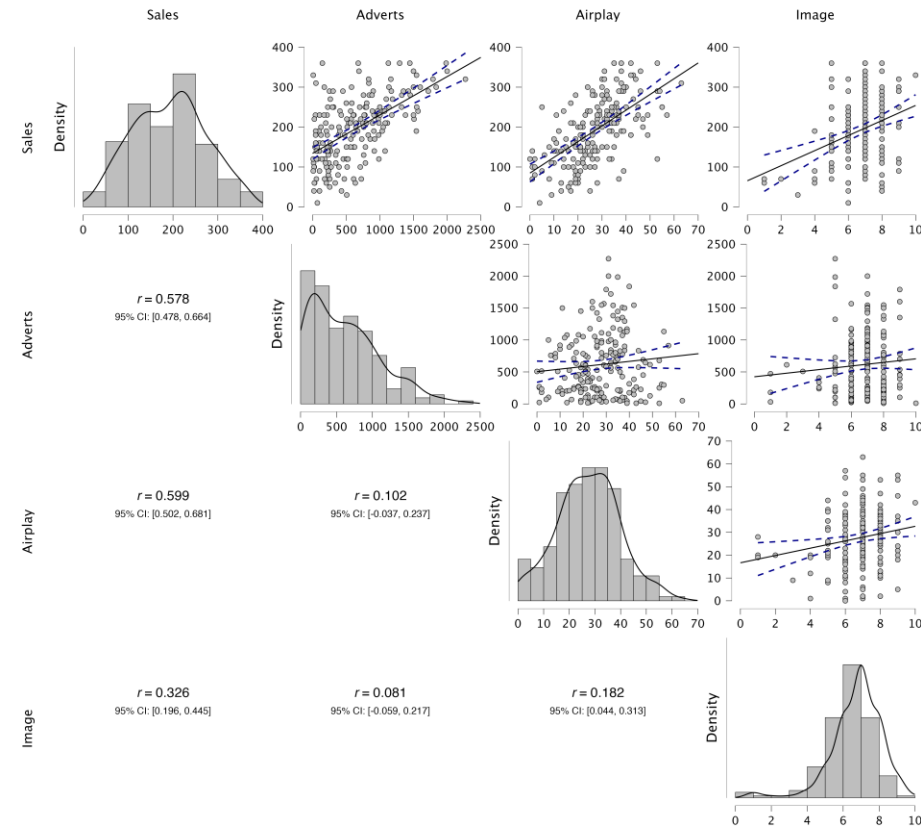 Sales Adverts Airplay Image
Sales
Density
0 100 200 300 400
400
300
200
100
0
0 500 1000 1500 2000 2500
400
300
200
100
0
0 10 20 30 40 50 60 70
400
300
200
100
0
0 2 4 6 8 10
Adverts
r = 0.578
95% CI: [0.478, 0.664]
Density
0 500 1000 1500 2000 2500
2500
2000
1500
1000
500
0
0 10 20 30 40 50 60 70
2500
2000
1500
1000
500
0
0 2 4 6 8 10
Airplay
r = 0.599
95% CI: [0.502, 0.681]
r = 0.102
95% CI: [-0.037, 0.237]
Density
0 10 20 30 40 50 60 70
70
60
50
40
30
20
10
0
0 2 4 6 8 10
Image
r = 0.326
95% CI: [0.196, 0.445]
r = 0.081
95% CI: [-0.059, 0.217]
r = 0.182
95% CI: [0.044, 0.313]
Density
0 2 4 6 8 10